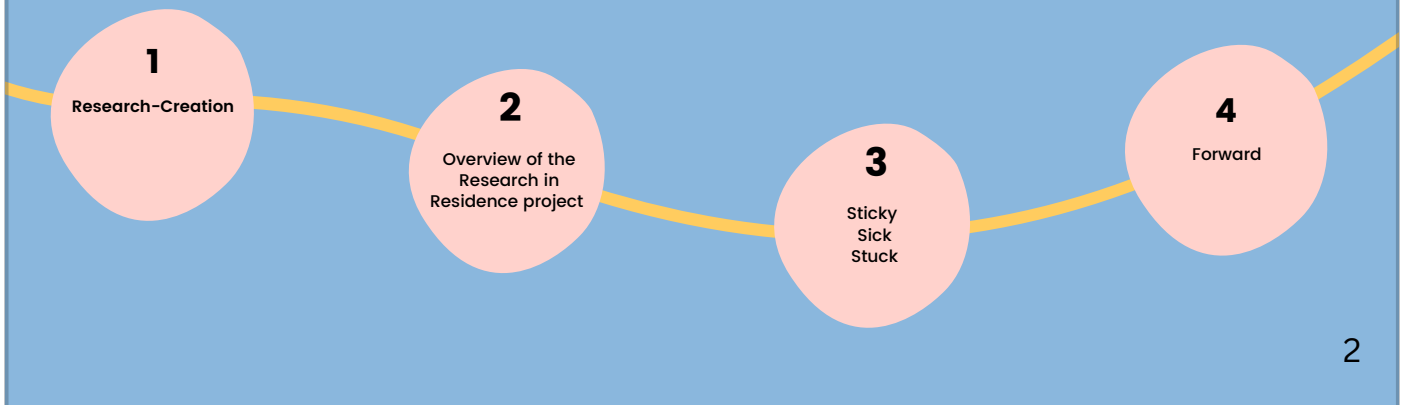 1
Research-Creation
2
Overview of the
Research in
Residence project
3
Sticky
Sick
Stuck
4
Forward
2